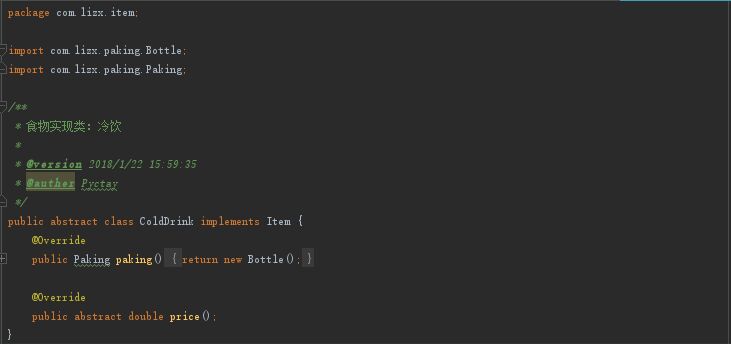 package com.lizx.item;
import com.lizx.paking.Bottle;
import com.lizx.paking.Paking;
/**
* 食物实现类：冷饮
*
* @version 2018/1/22 15:59:35
* @auther Pyctay
*/
public abstract class ColdDrink implements Item {
@Override
public Paking paking() { return new Bottle(); }
@Override
public abstract double price();
}